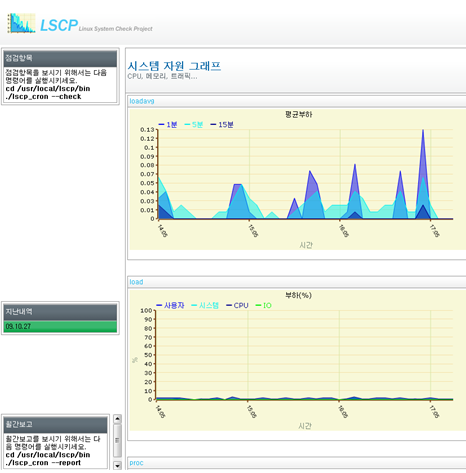 LSCP Linux System Check Project
점검항목
점검항목를 보시기 위해서는 다음
명령어를 실행시키세요.
cd /usr/local/lscp/bin
./lscp_cron --check
시스템 자원 그래프
CPU, 메모리, 트래픽...
loadavg
평균부하
1분 5분 15분
0.13
0.12
0.1
0.09
0.08
0.06
0.05
0.04
0.03
0.01
0
14:05 15:05 16:05 17:05
시간
지난내역
09.10.27
load
부하(%)
사용자 시스템 CPU IO
100
90
80
70
60
50
40
30
20
10
0
%
14:05 15:05 16:05 17:05
시간
월간보고
월간보고를 보시기 위해서는 다
음 명령어를 실행시키세요.
cd /usr/local/lscp/bin
./lscp_cron --report
proc